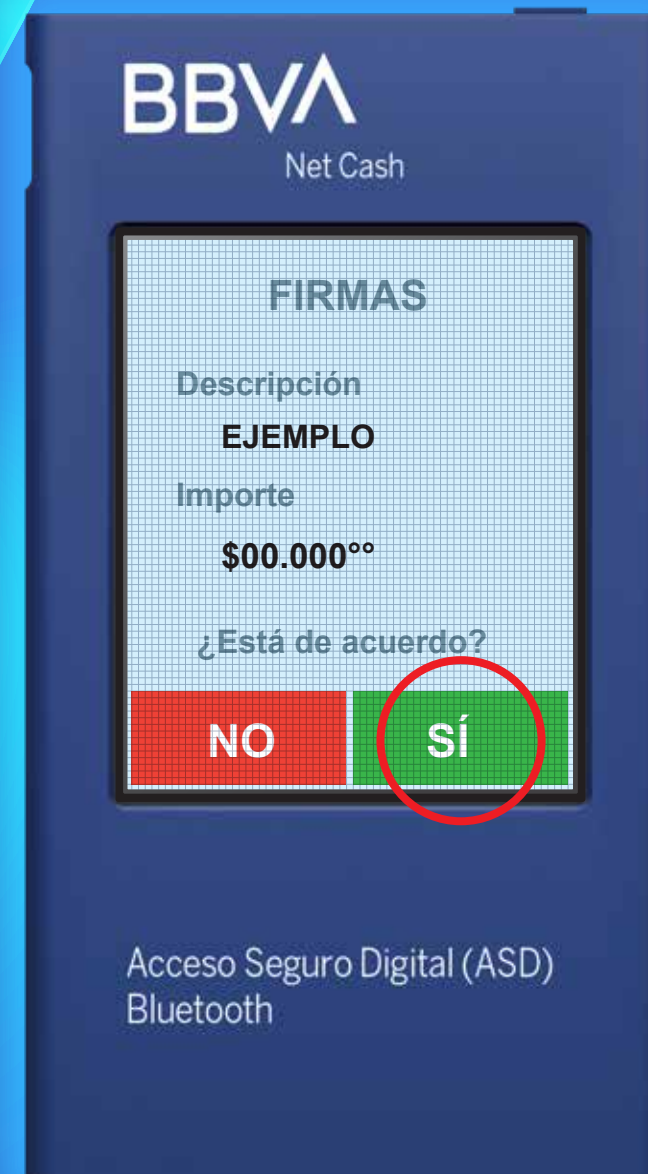 BBVA
Net Cash
FIRMAS
Descripción
EJEMPLO
Importe
$00.000°°
¿Está de acuerdo?
NO SÍ
Acceso Seguro Digital (ASD)
Bluetooth